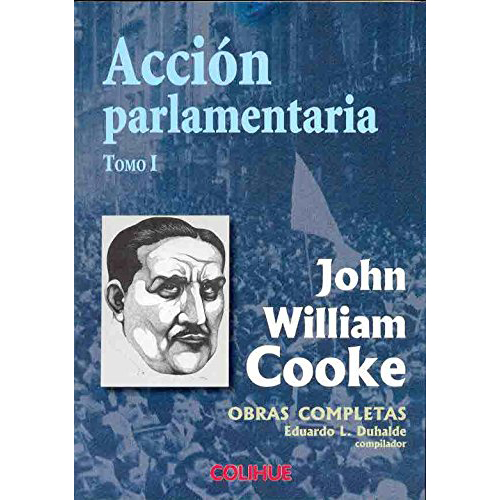 Acción
parlamentaria
TOMO I
John
William
Cooke
OBRAS COMPLETAS
Eduardo L. Duhalde
compilador
COLIHUE